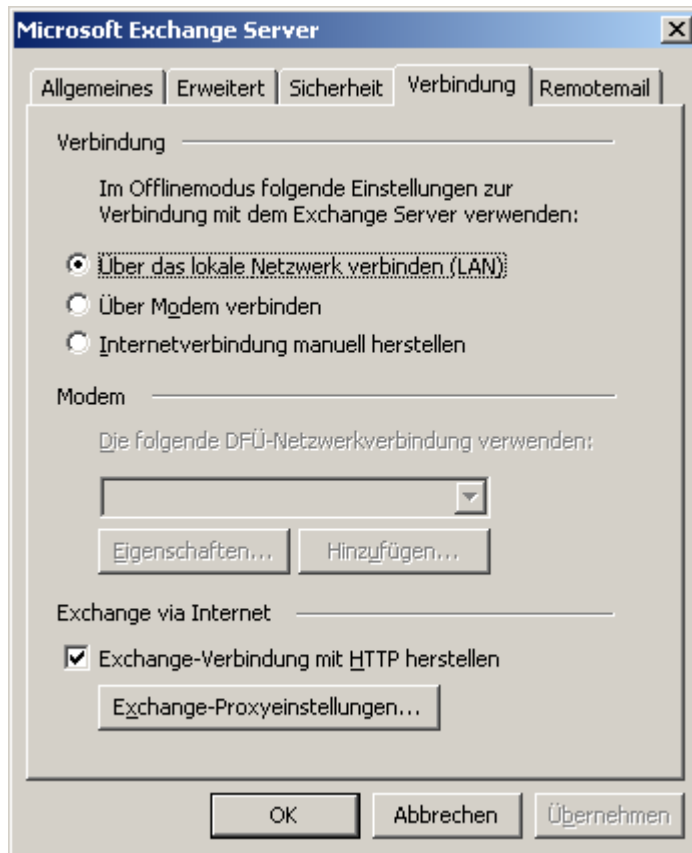 Microsoft Exchange Server
Allgemeines Erweitert Sicherheit Verbindung Remotemail
Verbindung
Im Offlinemodus folgende Einstellungen zur
Verbindung mit dem Exchange Server verwenden:
Über das lokale Netzwerk verbinden (LAN)
Über Modem verbinden
Internetverbindung manuell herstellen
Modem
Die folgende DFÜ-Netzwerkverbindung verwenden:
Eigenschaften... Hinzufügen...
Exchange via Internet
Exchange-Verbindung mit HTTP herstellen
Exchange-Proxyeinstellungen...
OK Abbrechen Übernehmen